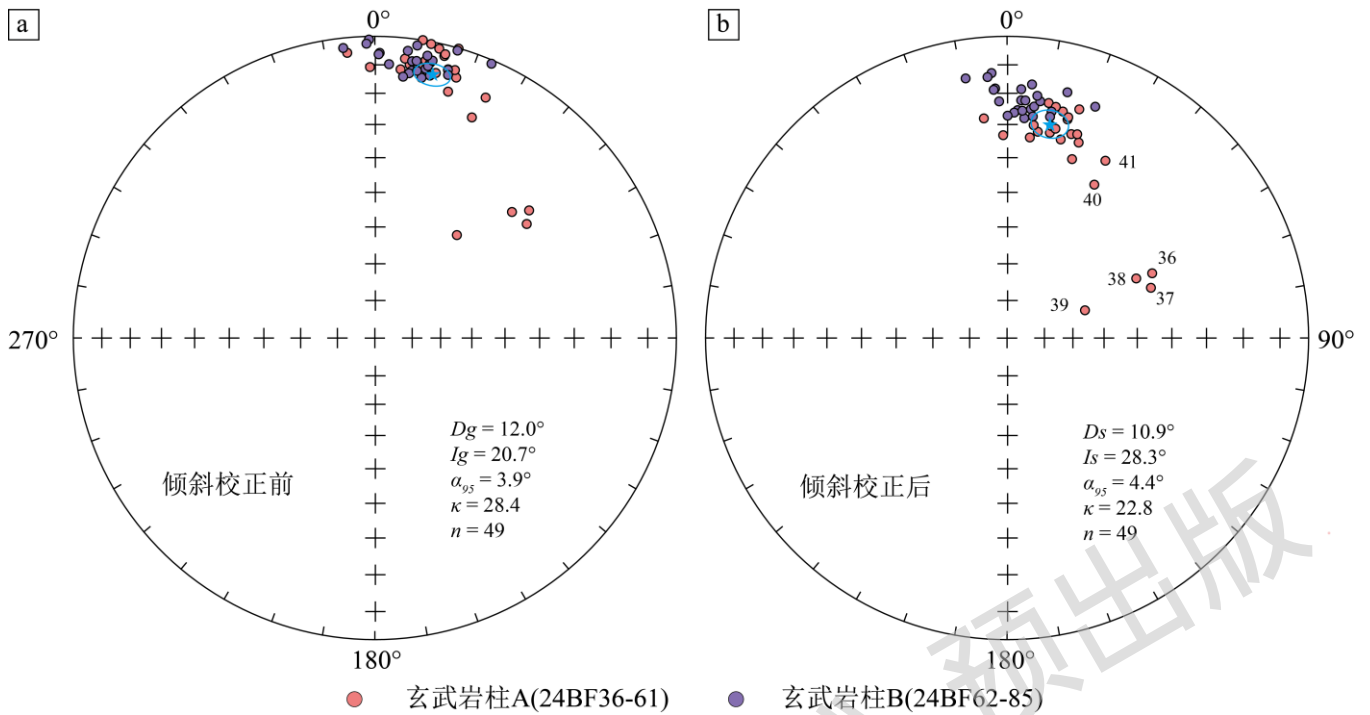 a
0°
270°
180°
倾斜校正前
Dg = 12.0°
Ig = 20.7°
α95 = 3.9°
κ = 28.4
n = 49
b
0°
90°
180°
41
40
36
38
37
39
倾斜校正后
Ds = 10.9°
Is = 28.3°
α95 = 4.4°
κ = 22.8
n = 49
玄武岩柱A(24BF36-61)
玄武岩柱B(24BF62-85)
预出版